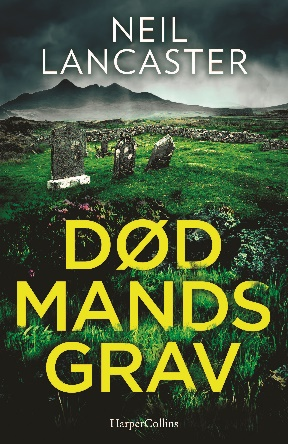 NEIL
LANCASTER
DØD
MANDS
GRAV
HarperCollins